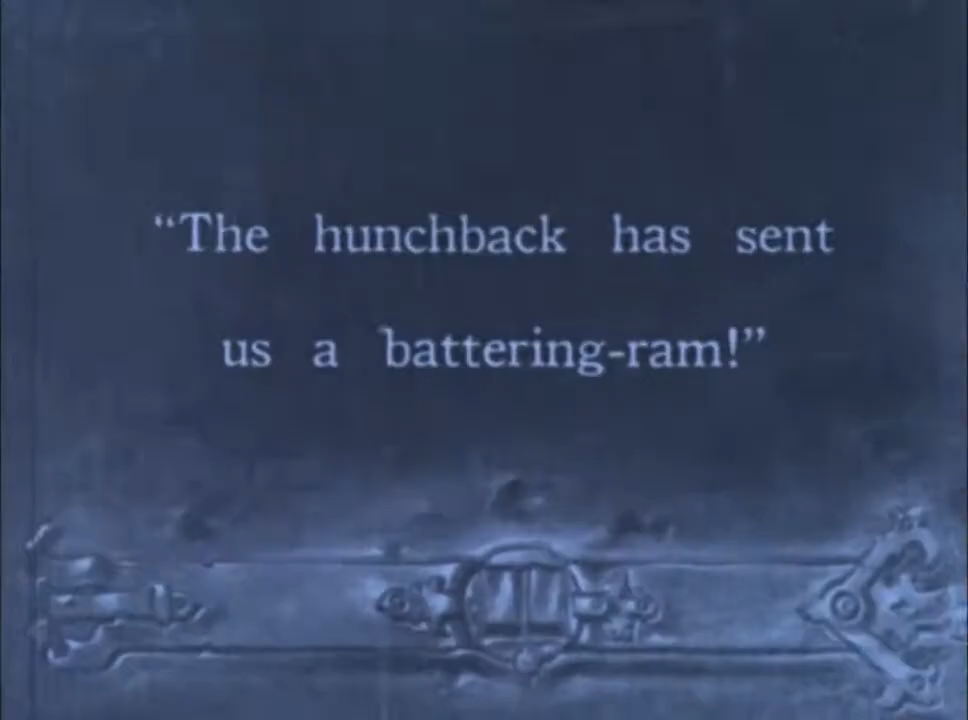 “The hunchback has sent
us a battering-ram!”